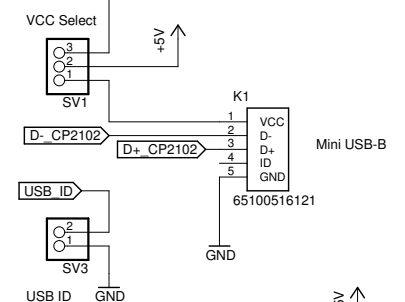 VCC Select
+5V
3
2
1
SV1
K1
1 VCC
2 D-
3 D+
4 ID
5 GND
D-_CP2102
D+_CP2102
Mini USB-B
65100516121
USB_ID
2
1
SV3
GND
GND
USB ID
5V